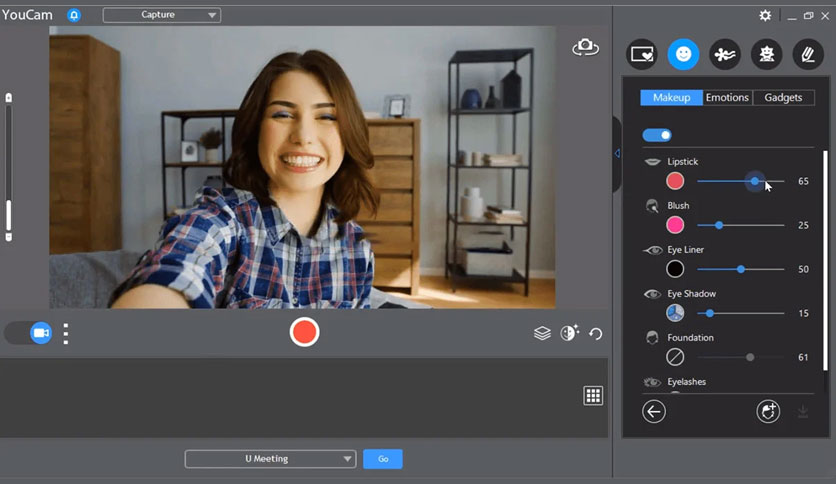 YouCam
Capture
Makeup Emotions Gadgets
Lipstick
65
Blush
25
Eye Liner
50
Eye Shadow
15
Foundation
61
Eyelashes
U Meeting
Go